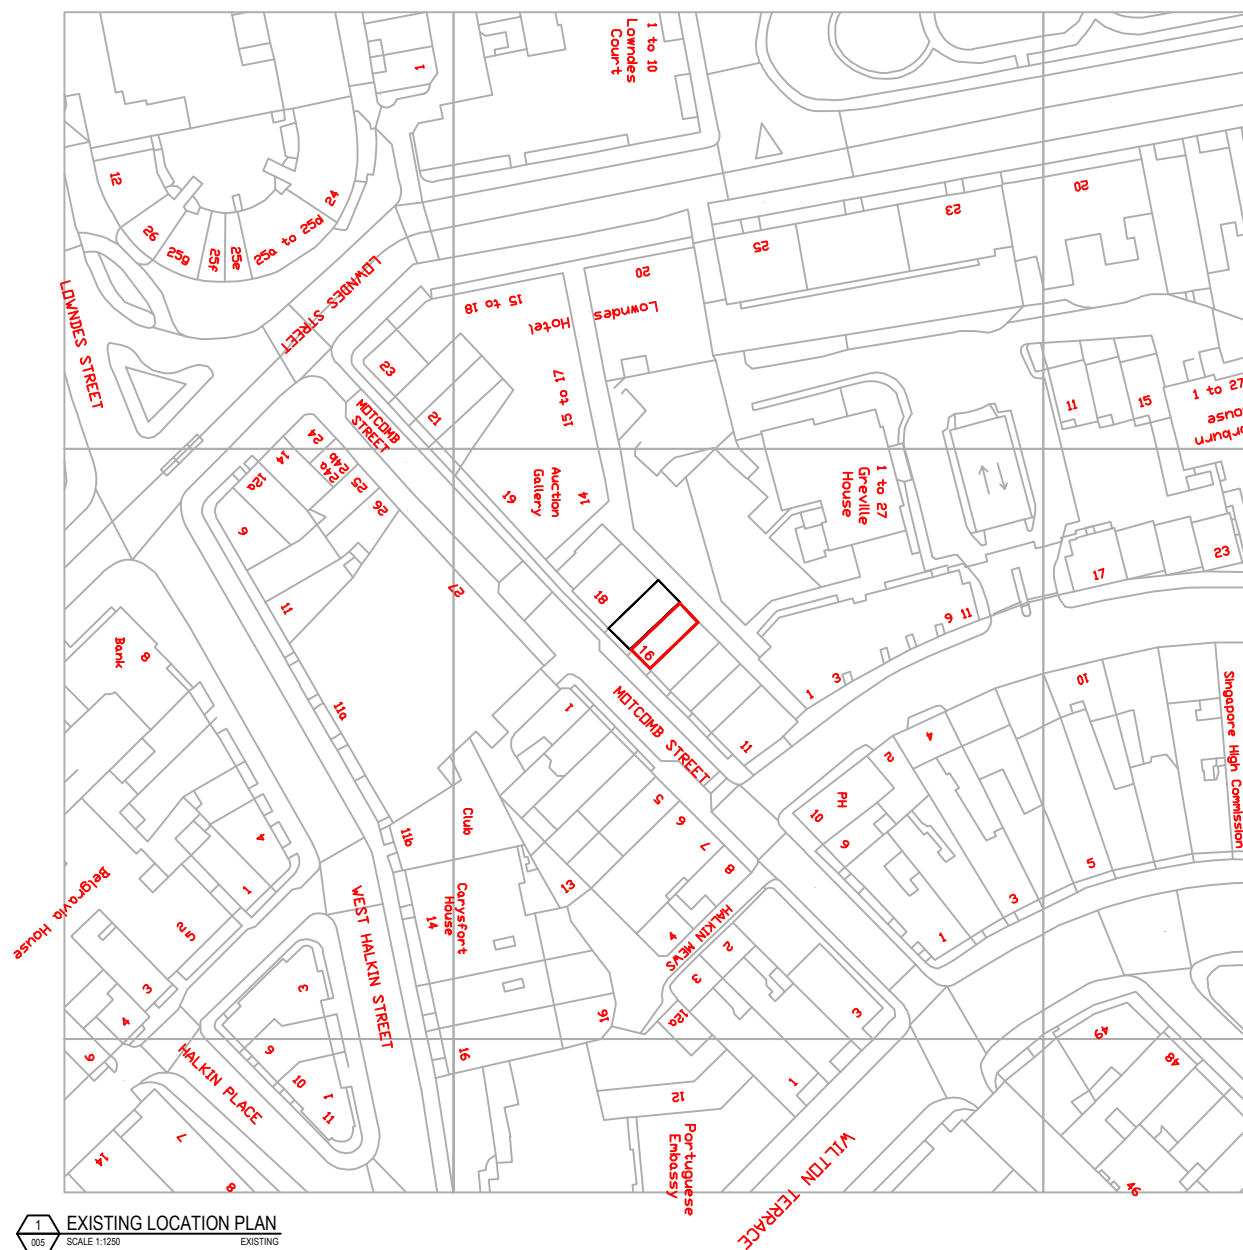 1 to 10
Lowndes
Court
1
12
26
25g
25f
25e
25a to 25d
24
20
23
25
20
Lowndes
Hotel
15 to 18
15 to 17
LOWNDES STREET
LOWNDES STREET
23
21
MOTCOMB
STREET
24
24b
24a
25
26
14
12a
9
11
27
19
Auction
Gallery
14
1 to 27
Greville
House
11
15
1 to 27
17
23
18
16
9 11
3
1
11
MOTCOMB STREET
Bank
8
11a
11b
1
5
6
7
8
Club
13
Carysfort
House
14
4
1
Belgravia House
2/5
3
4
WEST HALKIN STREET
HALKIN MEWS
4
2
3
12a
16
16
3
1
PH
10
9
2
4
10
5
3
1
Singapore High Commission
3
9
10
1
11
HALKIN PLACE
9
7
14
8
12
Portuguese
Embassy
WILTON TERRACE
49
48
46
1
005
EXISTING LOCATION PLAN
SCALE 1:1250
EXISTING